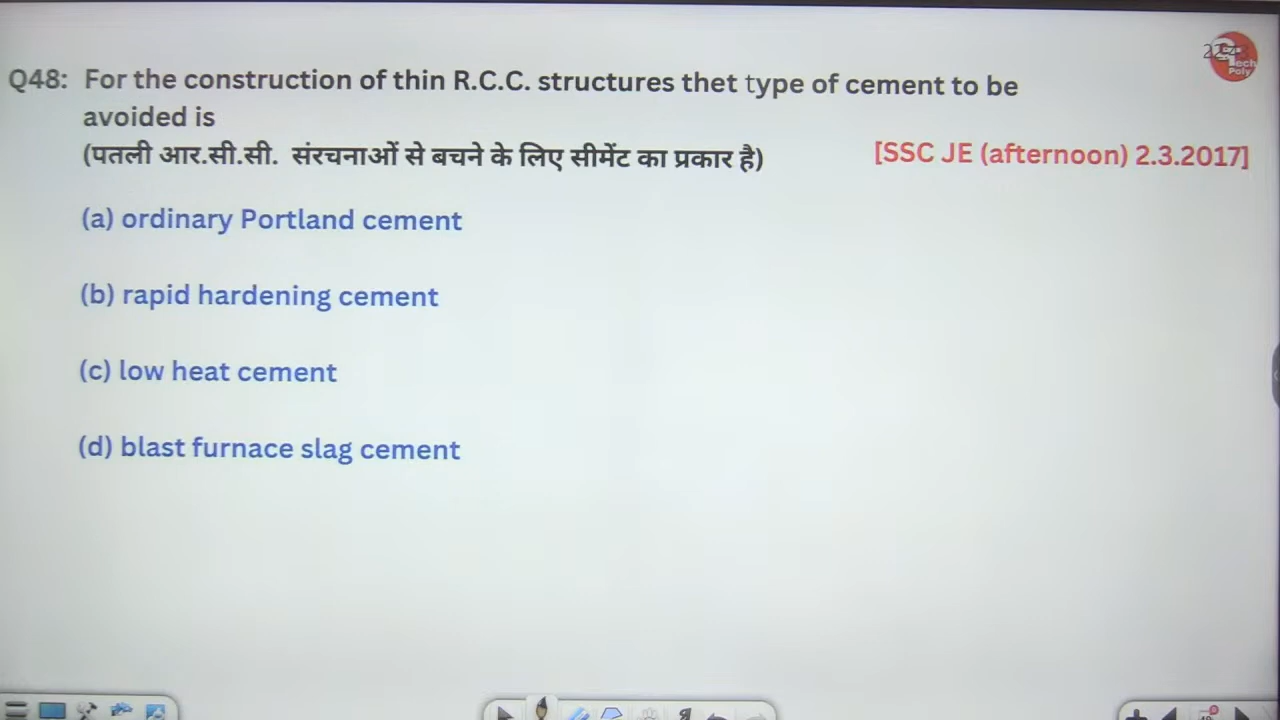 Q48: For the construction of thin R.C.C. structures thet type of cement to be
avoided is
(पतली आर.सी.सी. संरचनाओं से बचने के लिए सीमेंट का प्रकार है)
[SSC JE (afternoon) 2.3.2017]
(a) ordinary Portland cement
(b) rapid hardening cement
(c) low heat cement
(d) blast furnace slag cement
Tech
Poly